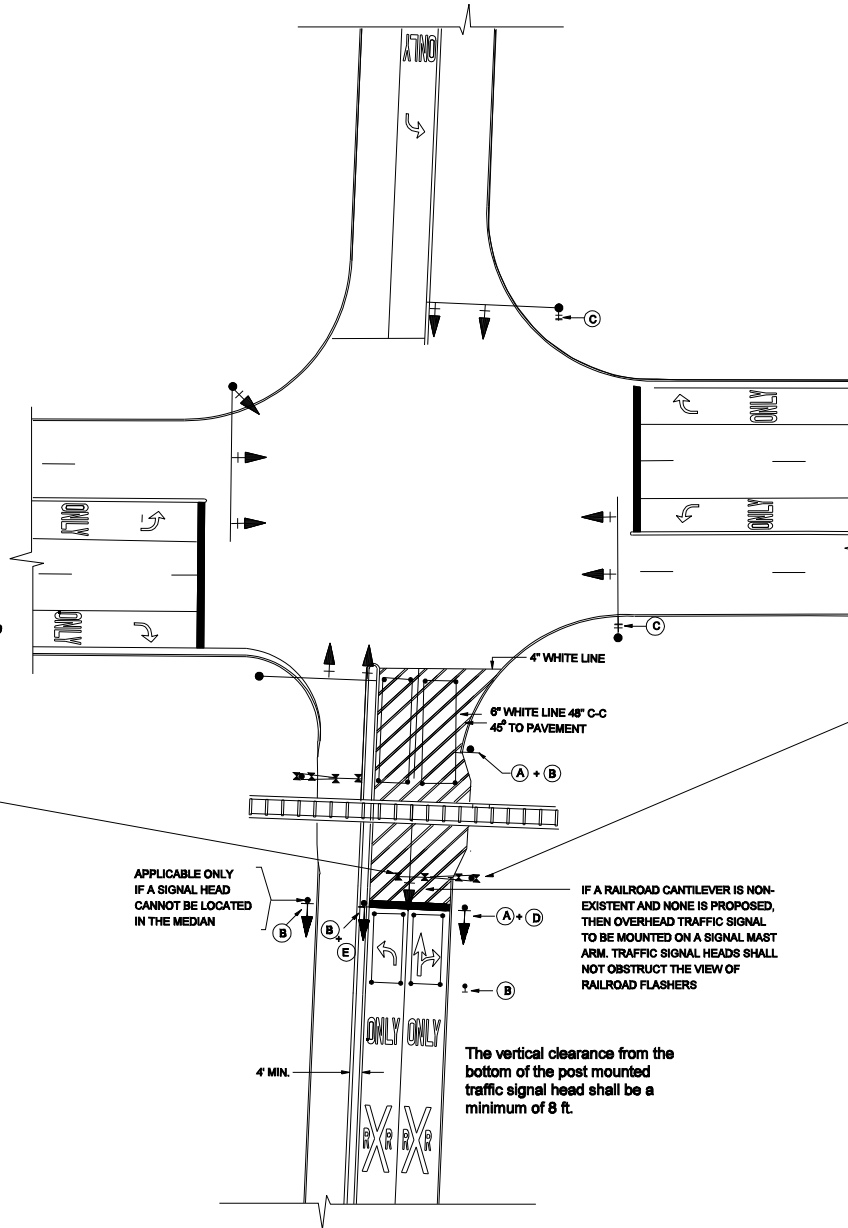 ONLY
C
ONLY
ONLY
ONLY
ONLY
C
4" WHITE LINE
6" WHITE LINE 48" C-C
45° TO PAVEMENT
A + B
APPLICABLE ONLY
IF A SIGNAL HEAD
CANNOT BE LOCATED
IN THE MEDIAN
B
B
+
E
A + D
IF A RAILROAD CANTILEVER IS NON-
EXISTENT AND NONE IS PROPOSED,
THEN OVERHEAD TRAFFIC SIGNAL
TO BE MOUNTED ON A SIGNAL MAST
ARM. TRAFFIC SIGNAL HEADS SHALL
NOT OBSTRUCT THE VIEW OF
RAILROAD FLASHERS
B
ONLY ONLY
4' MIN.
The vertical clearance from the
bottom of the post mounted
traffic signal head shall be a
minimum of 8 ft.
R R R R